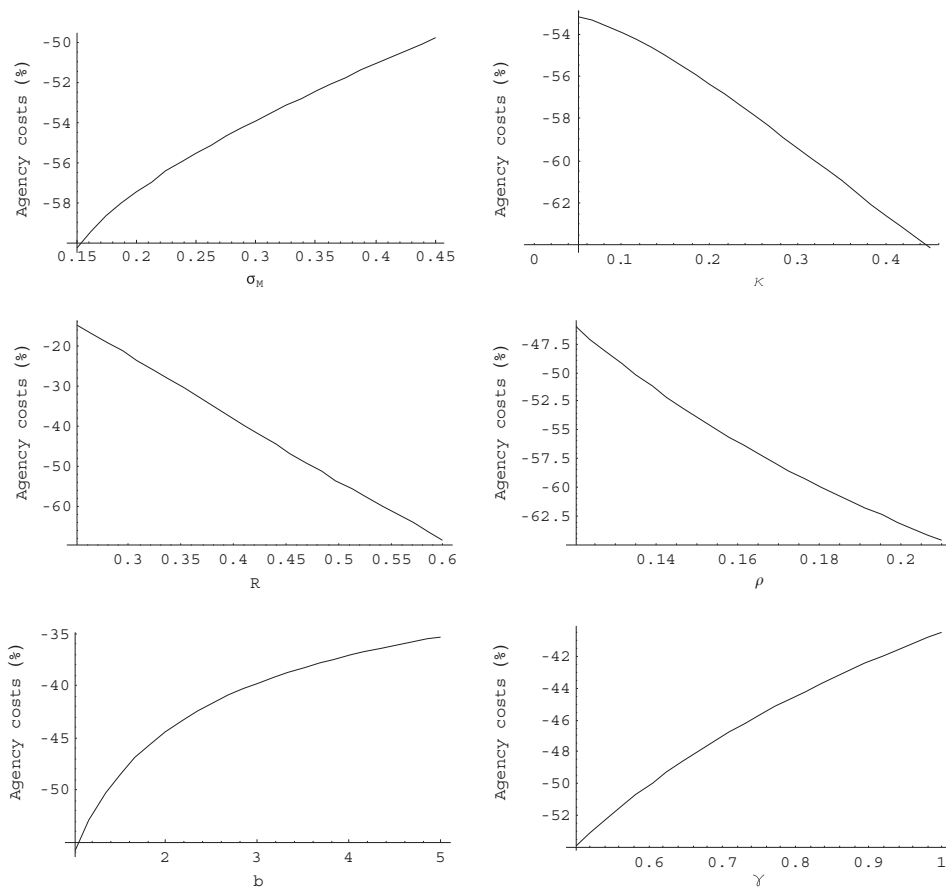 Agency costs (%)
-50
-52
-54
-56
-58
0.15 0.2 0.25 0.3 0.35 0.4 0.45
σM
Agency costs (%)
-54
-56
-58
-60
-62
0 0.1 0.2 0.3 0.4
κ
Agency costs (%)
-20
-30
-40
-50
-60
0.3 0.35 0.4 0.45 0.5 0.55 0.6
R
Agency costs (%)
-47.5
-50
-52.5
-55
-57.5
-60
-62.5
0.14 0.16 0.18 0.2
ρ
Agency costs (%)
-35
-40
-45
-50
2 3 4 5
b
Agency costs (%)
-42
-44
-46
-48
-50
-52
0.6 0.7 0.8 0.9 1
γ